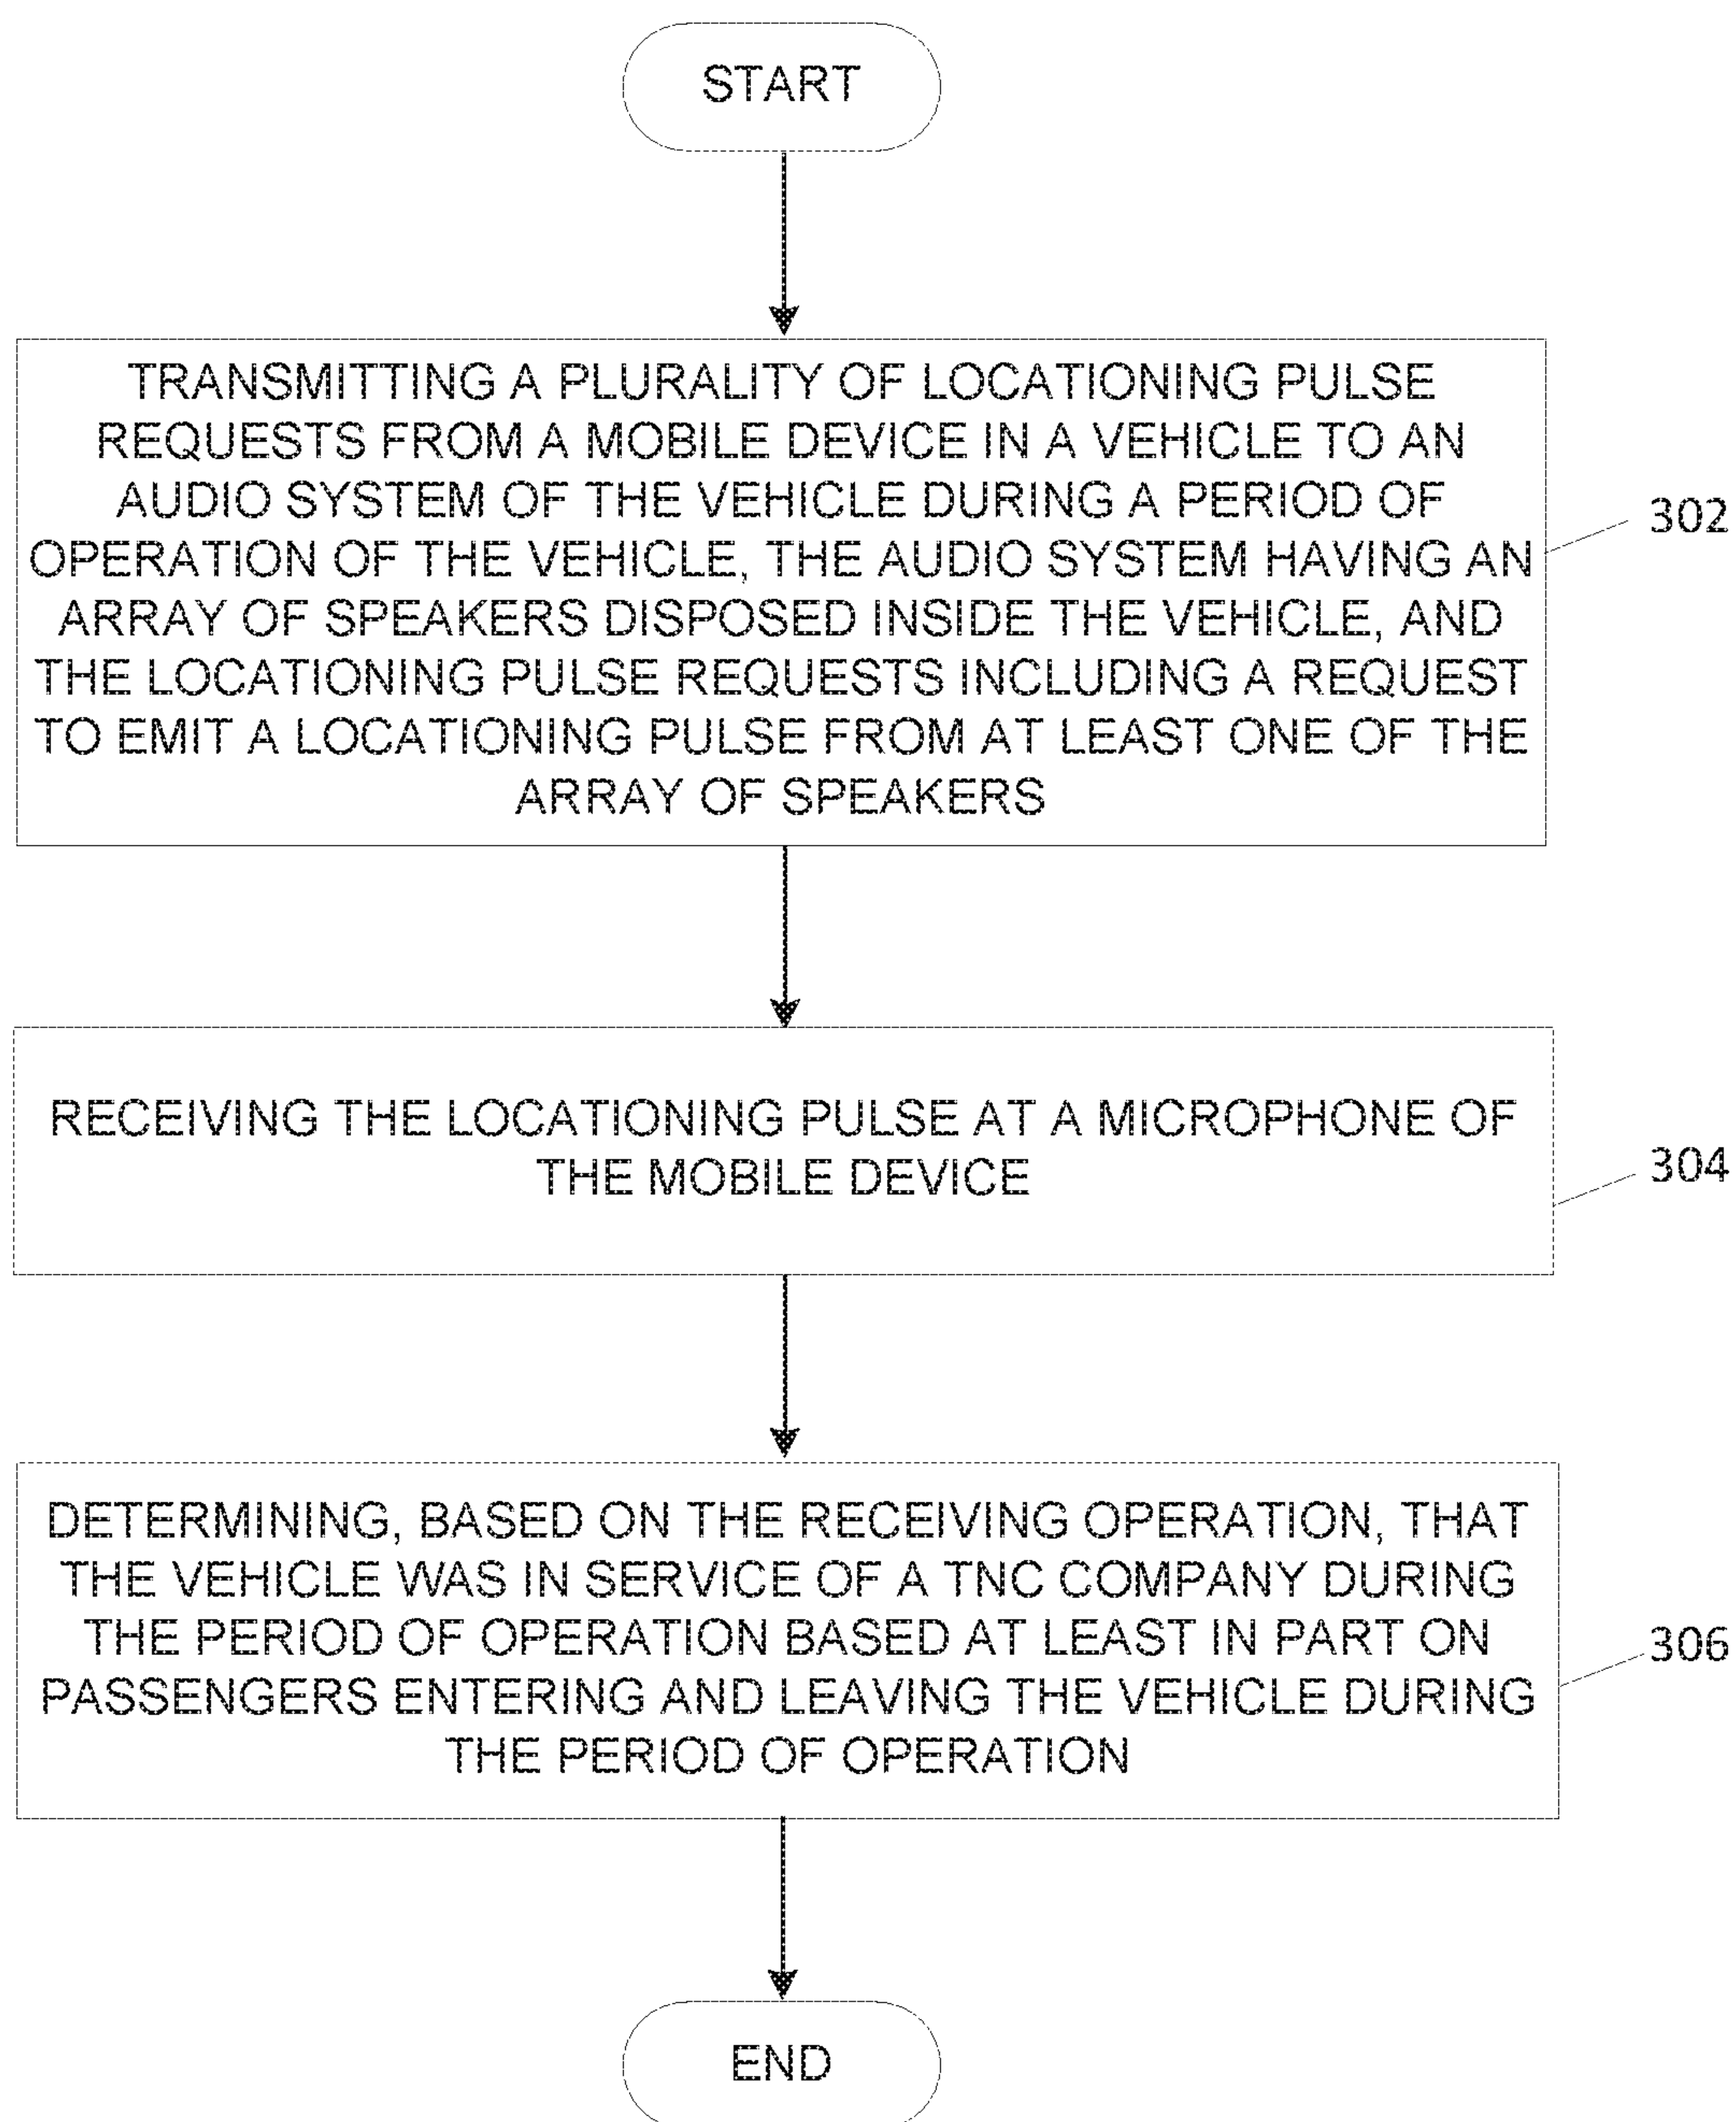 START
TRANSMITTING A PLURALITY OF LOCATIONING PULSE
REQUESTS FROM A MOBILE DEVICE IN A VEHICLE TO AN
AUDIO SYSTEM OF THE VEHICLE DURING A PERIOD OF
OPERATION OF THE VEHICLE, THE AUDIO SYSTEM HAVING AN
ARRAY OF SPEAKERS DISPOSED INSIDE THE VEHICLE, AND
THE LOCATIONING PULSE REQUESTS INCLUDING A REQUEST
TO EMIT A LOCATIONING PULSE FROM AT LEAST ONE OF THE
ARRAY OF SPEAKERS
302
RECEIVING THE LOCATIONING PULSE AT A MICROPHONE OF
THE MOBILE DEVICE
304
DETERMINING, BASED ON THE RECEIVING OPERATION, THAT
THE VEHICLE WAS IN SERVICE OF A TNC COMPANY DURING
THE PERIOD OF OPERATION BASED AT LEAST IN PART ON
PASSENGERS ENTERING AND LEAVING THE VEHICLE DURING
THE PERIOD OF OPERATION
306
END